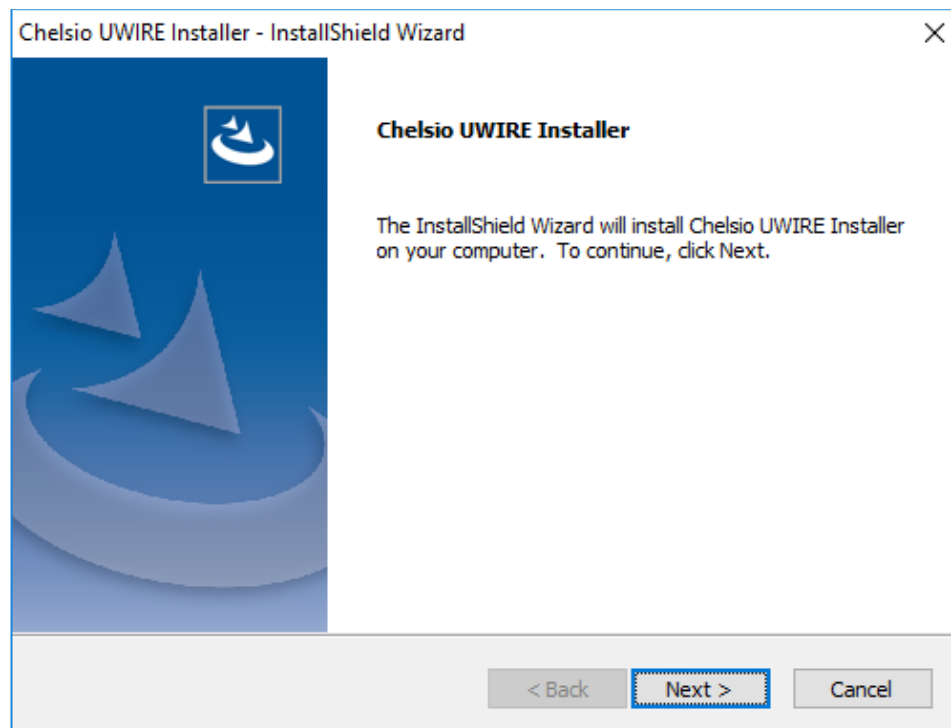 Chelsio UWIRE Installer - InstallShield Wizard
Chelsio UWIRE Installer
The InstallShield Wizard will install Chelsio UWIRE Installer
on your computer.  To continue, click Next.
< Back
Next >
Cancel